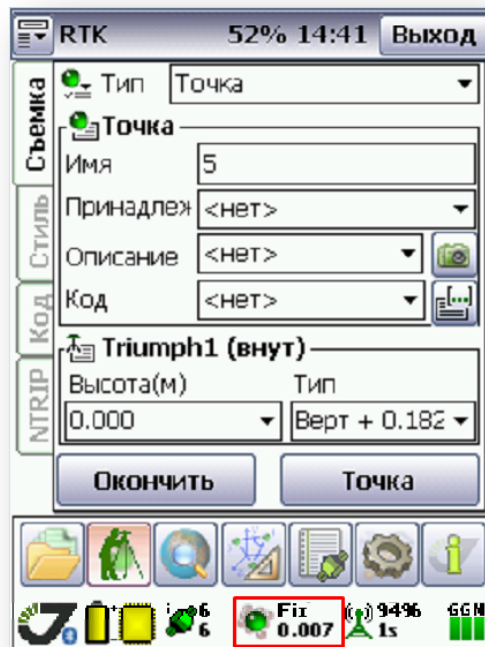 RTK 52% 14:41 Выход
Съемка
Стиль
Код
NTRIP
Тип Точка
Точка
Имя 5
Принадлеж <нет>
Описание <нет>
Код <нет>
Triumph1 (внут)
Высота(м) Тип
0.000 Верт + 0.182
Окончить Точка
6 Fix 94% GGN
6 0.007 1s